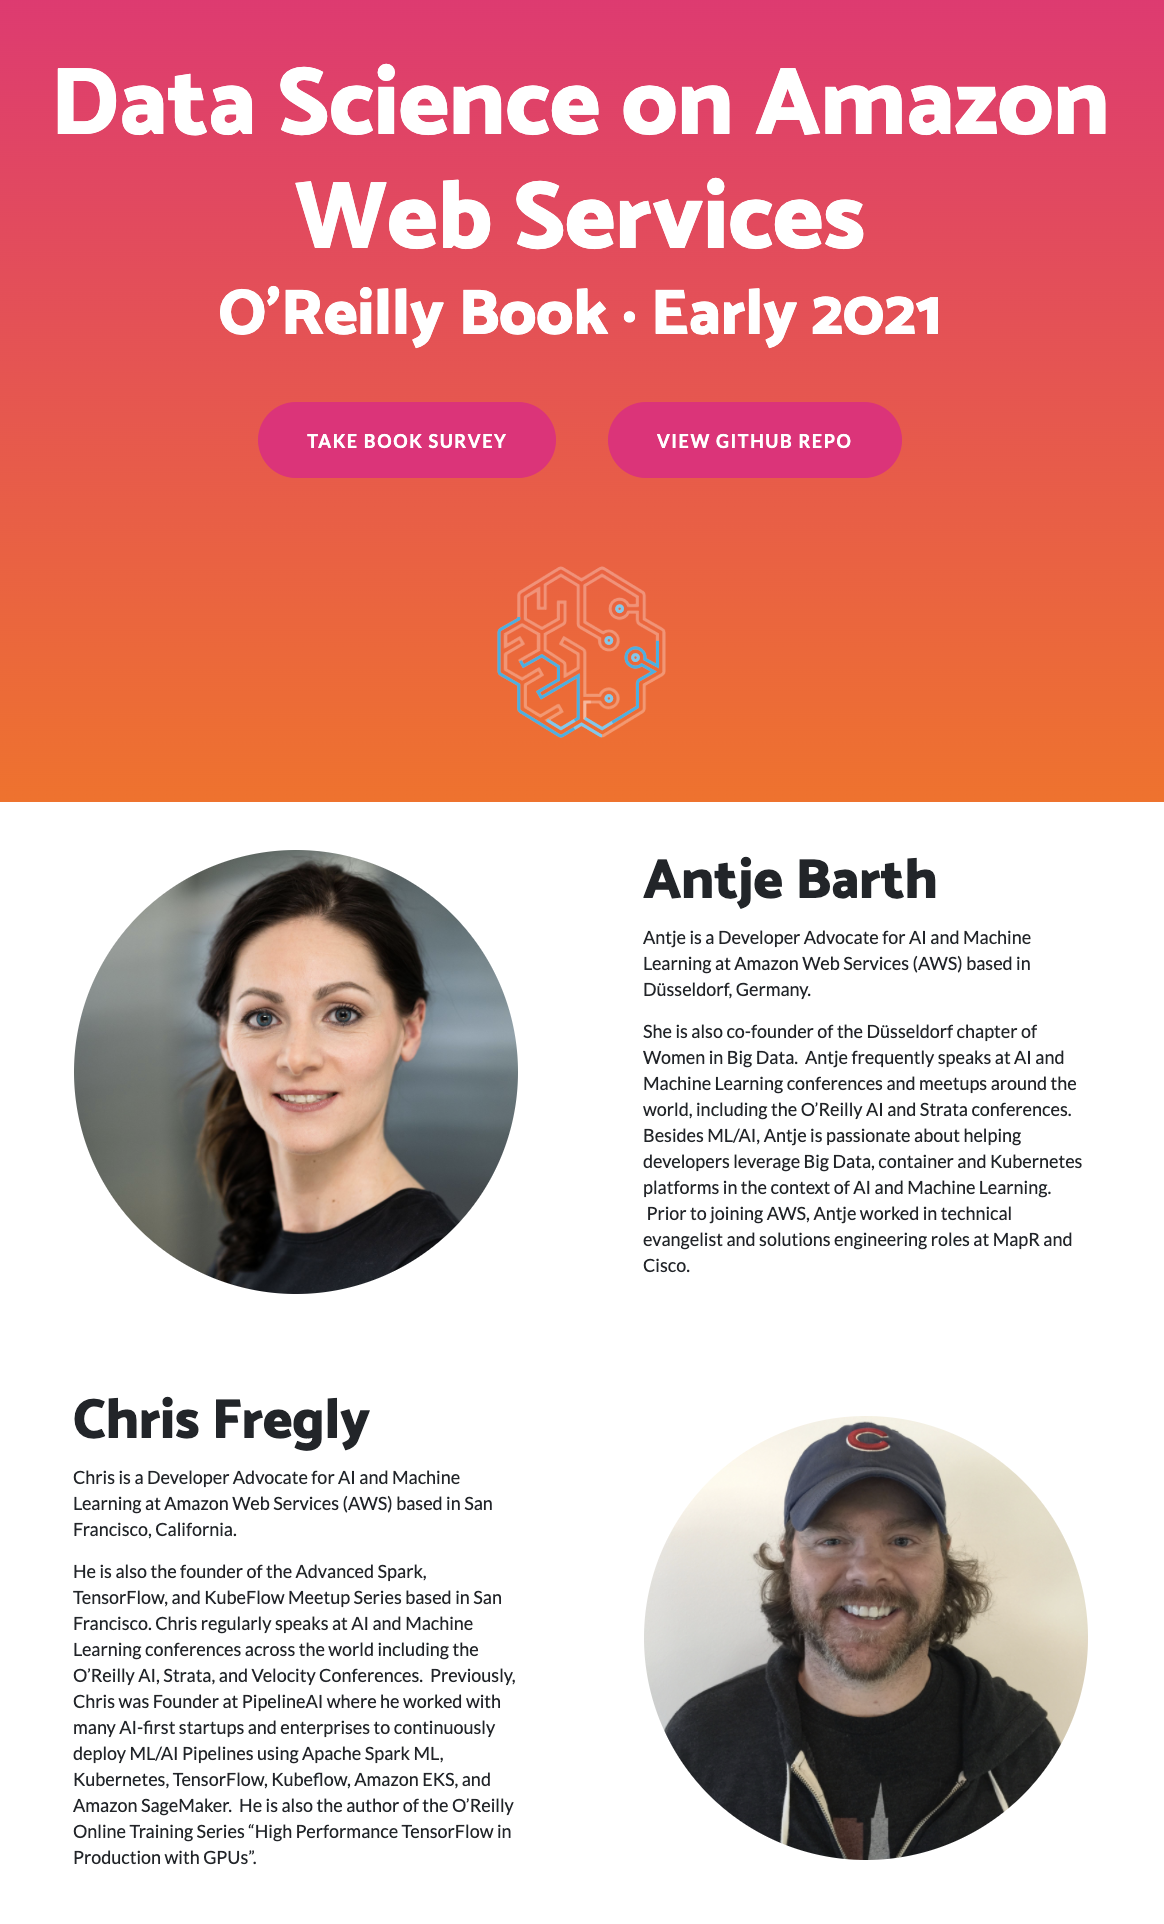 Data Science on Amazon
Web Services
O’Reilly Book · Early 2021
TAKE BOOK SURVEY
VIEW GITHUB REPO
Antje Barth
Antje is a Developer Advocate for AI and Machine
Learning at Amazon Web Services (AWS) based in
Düsseldorf, Germany.
She is also co-founder of the Düsseldorf chapter of
Women in Big Data.  Antje frequently speaks at AI and
Machine Learning conferences and meetups around the
world, including the O’Reilly AI and Strata conferences.
Besides ML/AI, Antje is passionate about helping
developers leverage Big Data, container and Kubernetes
platforms in the context of AI and Machine Learning.
Prior to joining AWS, Antje worked in technical
evangelist and solutions engineering roles at MapR and
Cisco.
Chris Fregly
Chris is a Developer Advocate for AI and Machine
Learning at Amazon Web Services (AWS) based in San
Francisco, California.
He is also the founder of the Advanced Spark,
TensorFlow, and KubeFlow Meetup Series based in San
Francisco. Chris regularly speaks at AI and Machine
Learning conferences across the world including the
O’Reilly AI, Strata, and Velocity Conferences.  Previously,
Chris was Founder at PipelineAI where he worked with
many AI-first startups and enterprises to continuously
deploy ML/AI Pipelines using Apache Spark ML,
Kubernetes, TensorFlow, Kubeflow, Amazon EKS, and
Amazon SageMaker.  He is also the author of the O’Reilly
Online Training Series “High Performance TensorFlow in
Production with GPUs”.
C